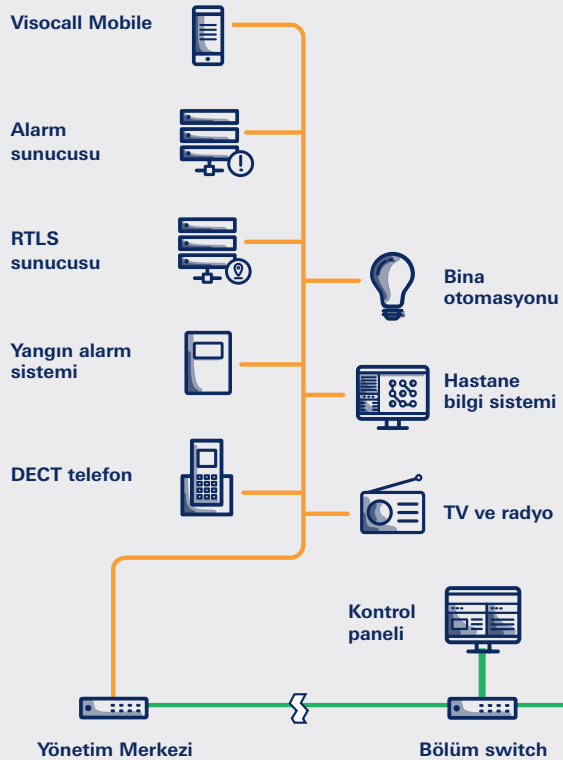 Visocall Mobile
Alarm
sunucusu
RTLS
sunucusu
Bina
otomasyonu
Yangın alarm
sistemi
Hastane
bilgi sistemi
DECT telefon
TV ve radyo
Kontrol
paneli
Yönetim Merkezi
Bölüm switch